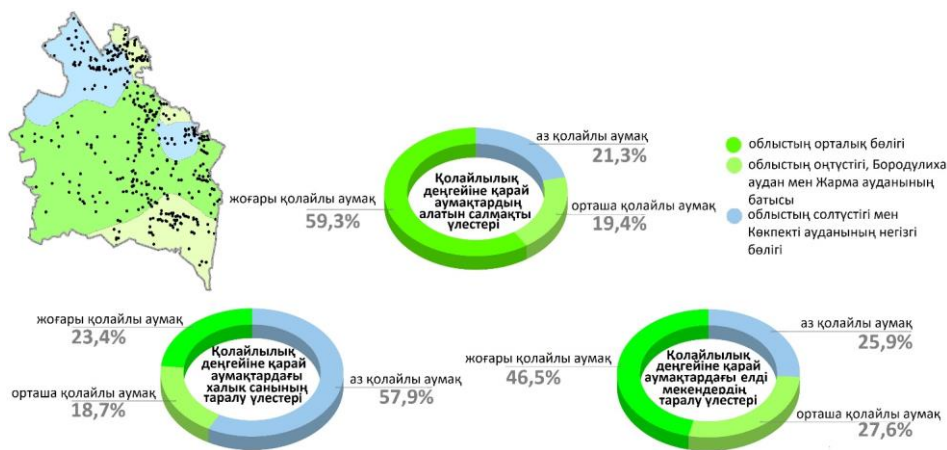 аз қолайлы аумақ
21,3%
Қолайлылық
деңгейіне қарай
аумақтардың
алатын салмақты
үлестері
жоғары қолайлы аумақ
59,3%
орташа қолайлы аумақ
19,4%
облыстың орталық бөлігі
облыстың оңтүстігі, Бородулиха
аудан мен Жарма ауданының
батысы
облыстың солтүстігі мен
Көкпекті ауданының негізгі
бөлігі
жоғары қолайлы аумақ
23,4%
Қолайлылық
деңгейіне қарай
аумақтардағы
халық санының
таралу үлестері
орташа қолайлы аумақ
18,7%
аз қолайлы аумақ
57,9%
аз қолайлы аумақ
25,9%
жоғары қолайлы аумақ
46,5%
Қолайлылық
деңгейіне қарай
аумақтардағы елді
мекендердің
таралу үлестері
орташа қолайлы аумақ
27,6%